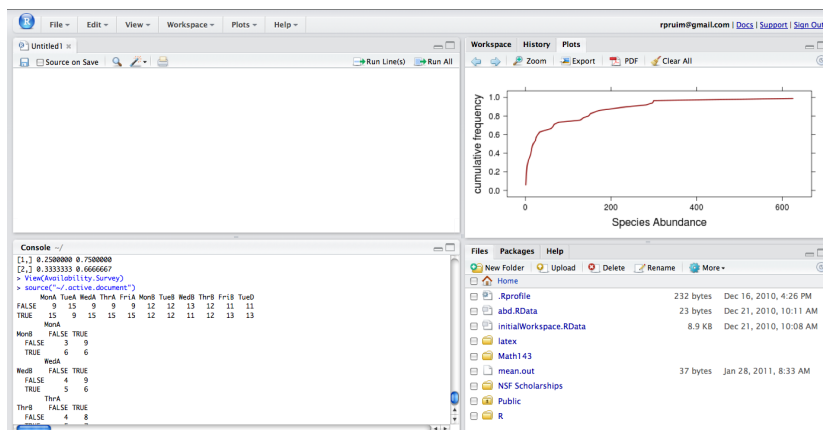 R File Edit View Workspace Plots Help rpruim@gmail.com | Docs | Support | Sign Out
Untitled1
Source on Save Run Line(s) Run All
Console ~/
[1,] 0.2500000 0.7500000
[2,] 0.3333333 0.6666667
> View(Availability.Survey)
> source("~/.active.document")
MonA TueA WedA ThrA FriA MonB TueB WedB ThrB FriB TueD
FALSE 9 15 9 9 9 12 12 13 12 11 11
TRUE 15 9 15 15 15 12 12 11 12 13 13
MonA
MonB FALSE TRUE
FALSE 3 9
TRUE 6 6
WedA
WedB FALSE TRUE
FALSE 4 9
TRUE 5 6
ThrA
ThrB FALSE TRUE
FALSE 4 8
Workspace History Plots
Zoom Export PDF Clear All
cumulative frequency
1.0
0.8
0.6
0.4
0.2
0.0
0 200 400 600
Species Abundance
Files Packages Help
New Folder Upload Delete Rename More
Home
.Rprofile 232 bytes Dec 16, 2010, 4:26 PM
abd.RData 23 bytes Dec 21, 2010, 10:11 AM
initialWorkspace.RData 8.9 KB Dec 21, 2010, 10:08 AM
latex
Math143
mean.out 37 bytes Jan 28, 2011, 8:33 AM
NSF Scholarships
Public
R